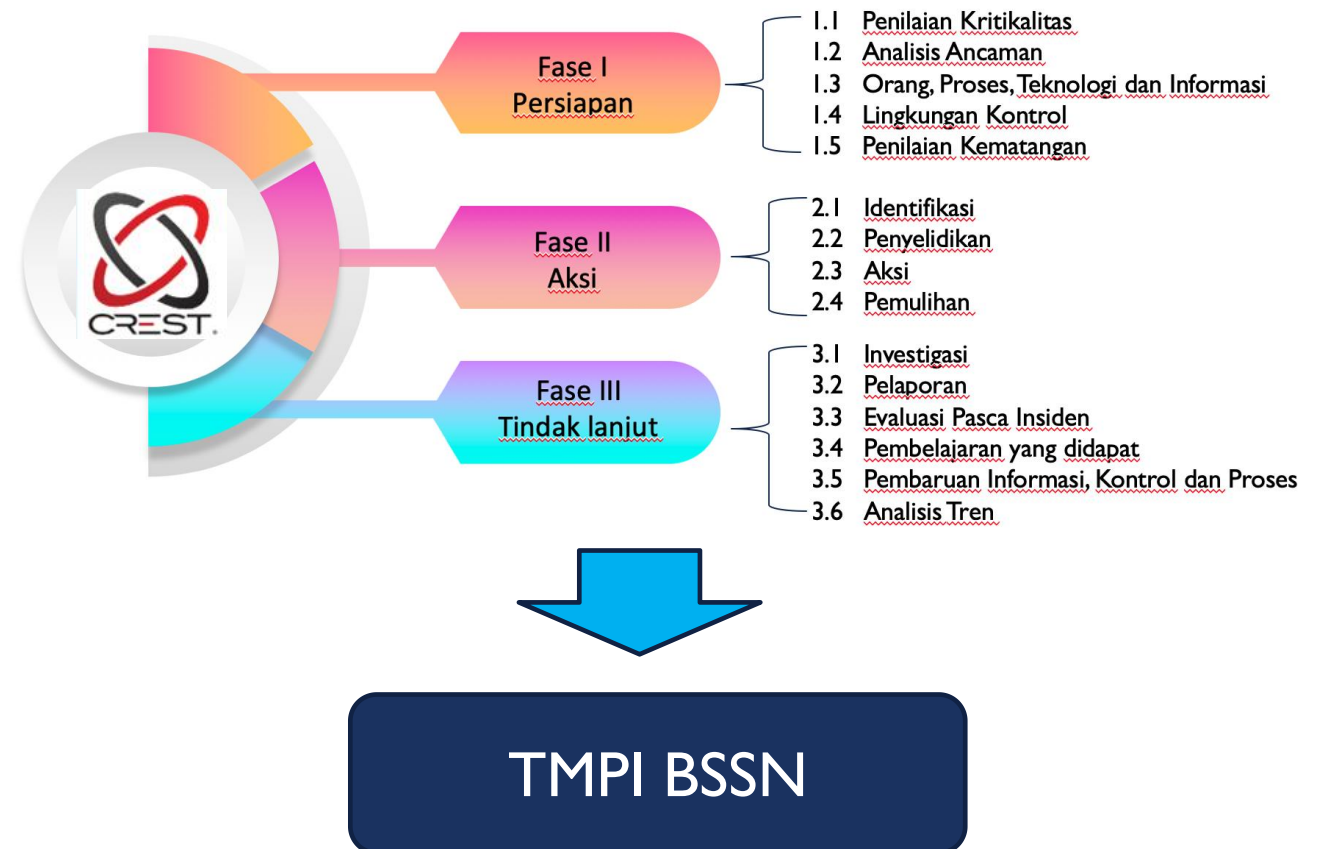 CREST.
Fase I
Persiapan
1.1 Penilaian Kritikalitas
1.2 Analisis Ancaman
1.3 Orang, Proses, Teknologi dan Informasi
1.4 Lingkungan Kontrol
1.5 Penilaian Kematangan
Fase II
Aksi
2.1 Identifikasi
2.2 Penyelidikan
2.3 Aksi
2.4 Pemulihan
Fase III
Tindak lanjut
3.1 Investigasi
3.2 Pelaporan
3.3 Evaluasi Pasca Insiden
3.4 Pembelajaran yang didapat
3.5 Pembaruan Informasi, Kontrol dan Proses
3.6 Analisis Tren
TMPI BSSN